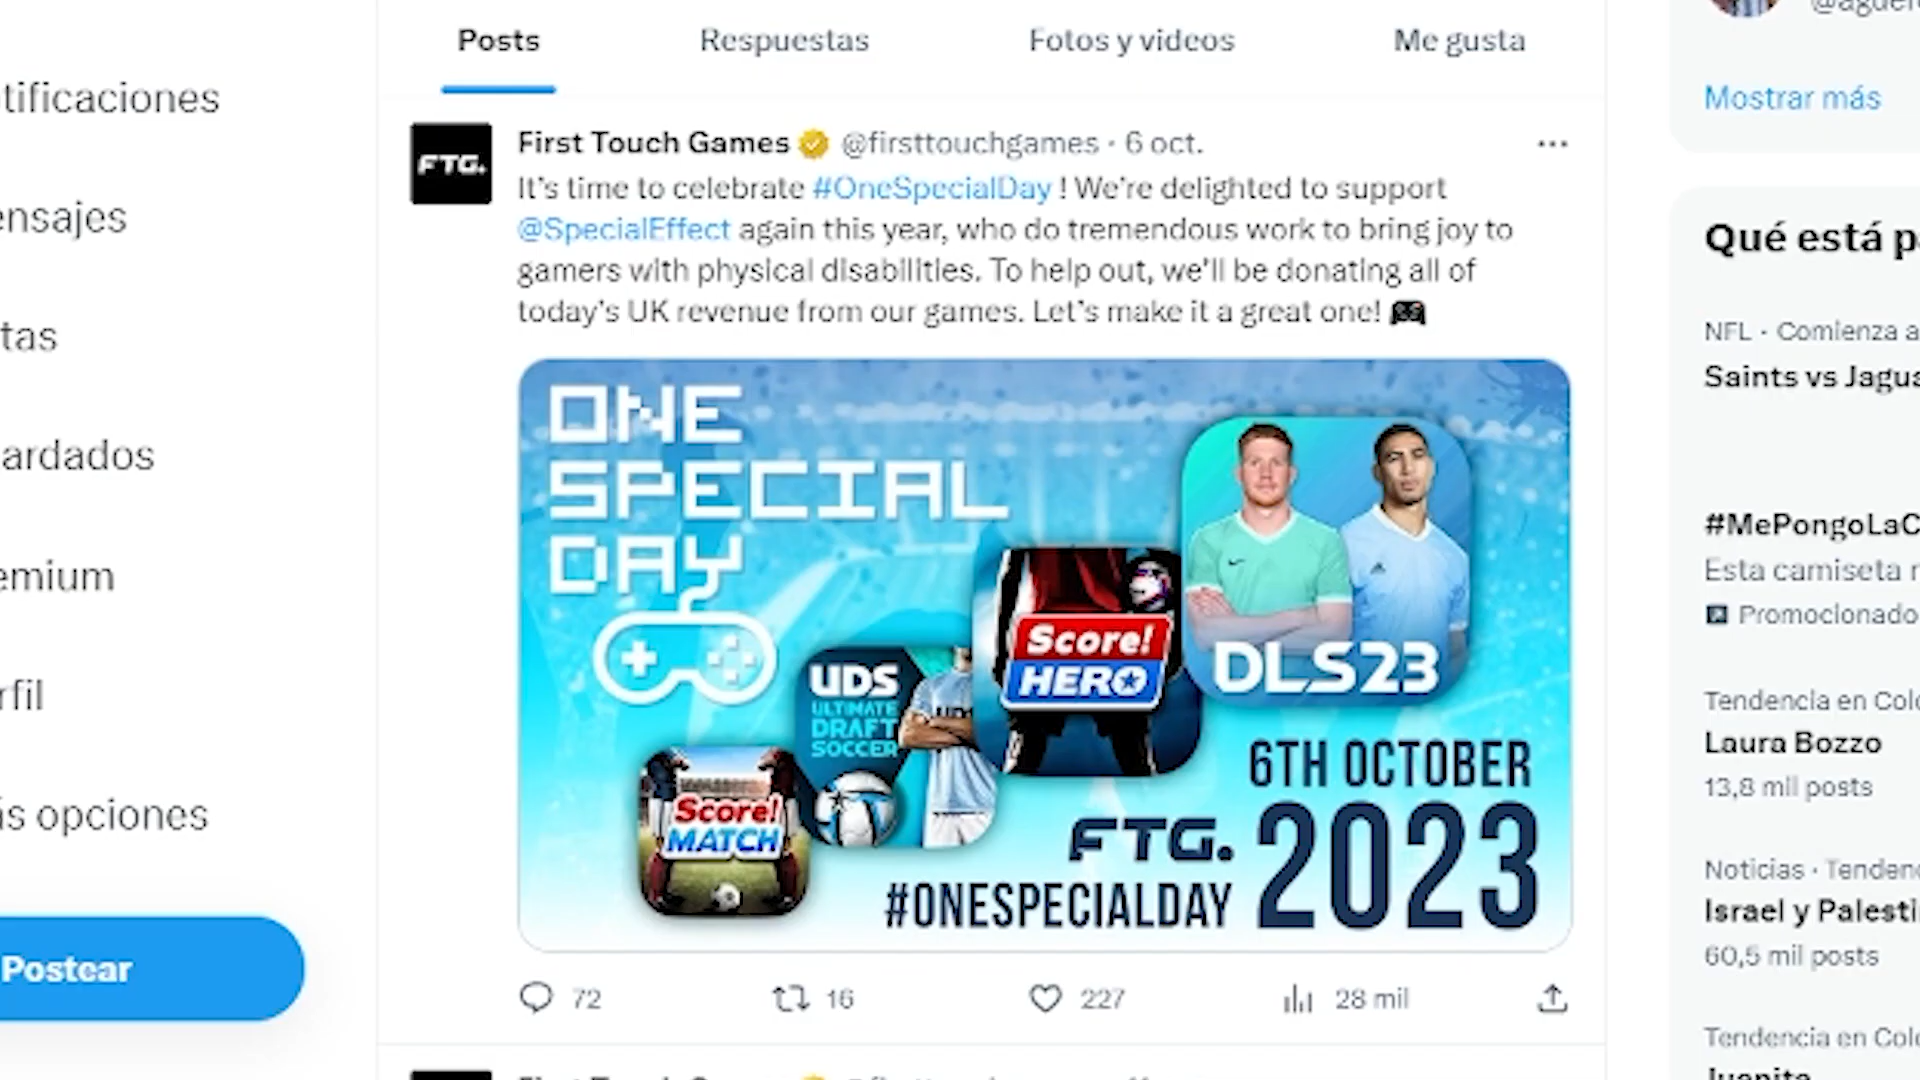 Posts
Respuestas
Fotos y videos
Me gusta
Mostrar más
tificaciones
ensajes
tas
ardados
emium
rfil
ás opciones
Postear
FTG.
First Touch Games @firsttouchgames · 6 oct.
It's time to celebrate #OneSpecialDay ! We're delighted to support
@SpecialEffect again this year, who do tremendous work to bring joy to
gamers with physical disabilities. To help out, we'll be donating all of
today's UK revenue from our games. Let's make it a great one!
ONE
SPECIAL
DAY
Score!
MATCH
UDS
ULTIMATE
DRAFT
SOCCER
Score!
HERO
DLS23
6TH OCTOBER
2023
FTG.
#ONESPECIALDAY
72
16
227
28 mil
Qué está p
NFL · Comienza a
Saints vs Jagua
#MePongoLaC
Esta camiseta
Promocionado
Tendencia en Colo
Laura Bozzo
13,8 mil posts
Noticias · Tendenc
Israel y Palesti
60,5 mil posts
Tendencia en Colo